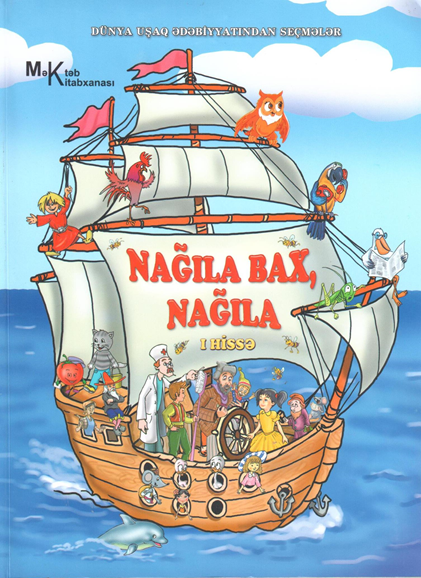 DÜNYA UŞAQ ƏDƏBİYYATINDAN SEÇMƏLƏR
Məktəb
Kitabxanası
NAĞILA BAX,
NAĞILA
I HİSSƏ